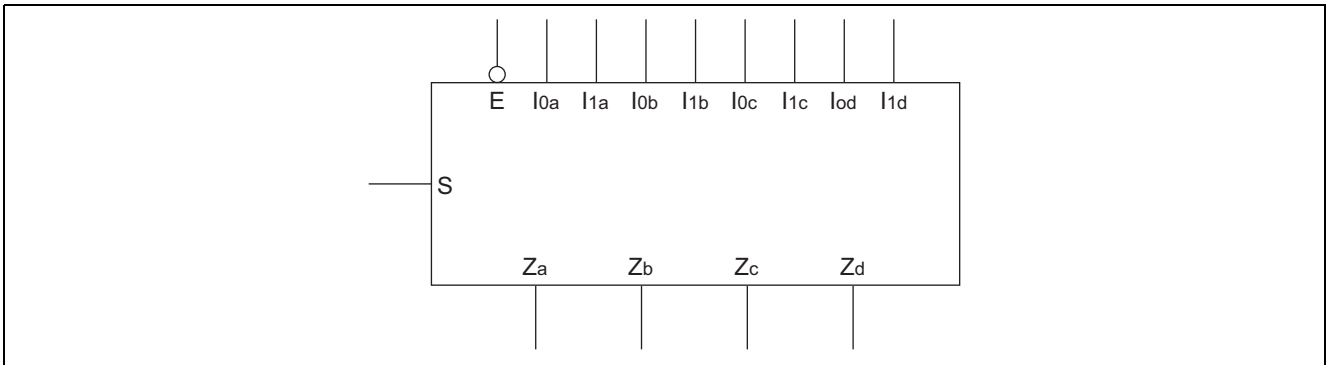 E I0a I1a I0b I1b I0c I1c Iod I1d
S
Za Zb Zc Zd